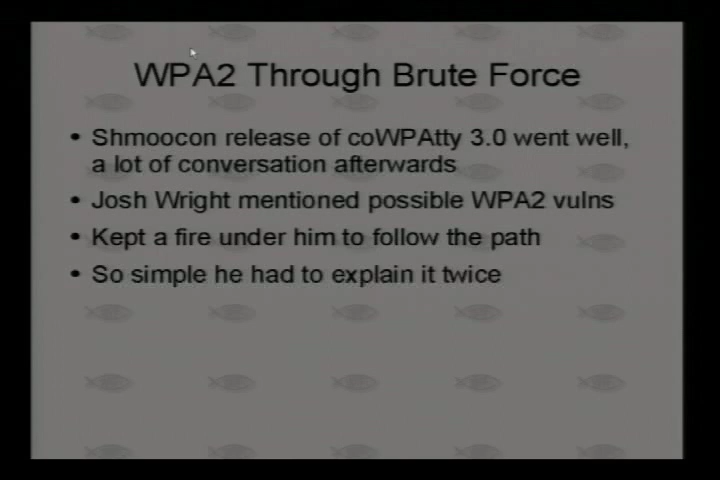 WPA2 Through Brute Force
• Shmoocon release of coWPAtty 3.0 went well,
a lot of conversation afterwards
• Josh Wright mentioned possible WPA2 vulns
• Kept a fire under him to follow the path
• So simple he had to explain it twice